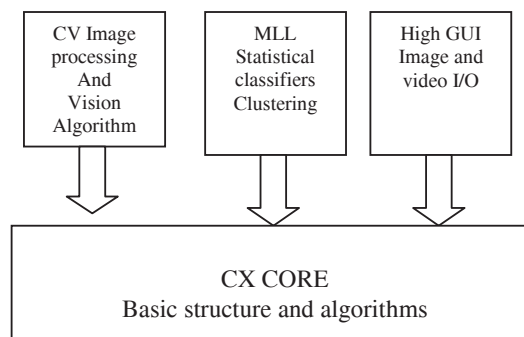 CV Image
processing
And
Vision
Algorithm
MLL
Statistical
classifiers
Clustering
High GUI
Image and
video I/O
CX CORE
Basic structure and algorithms